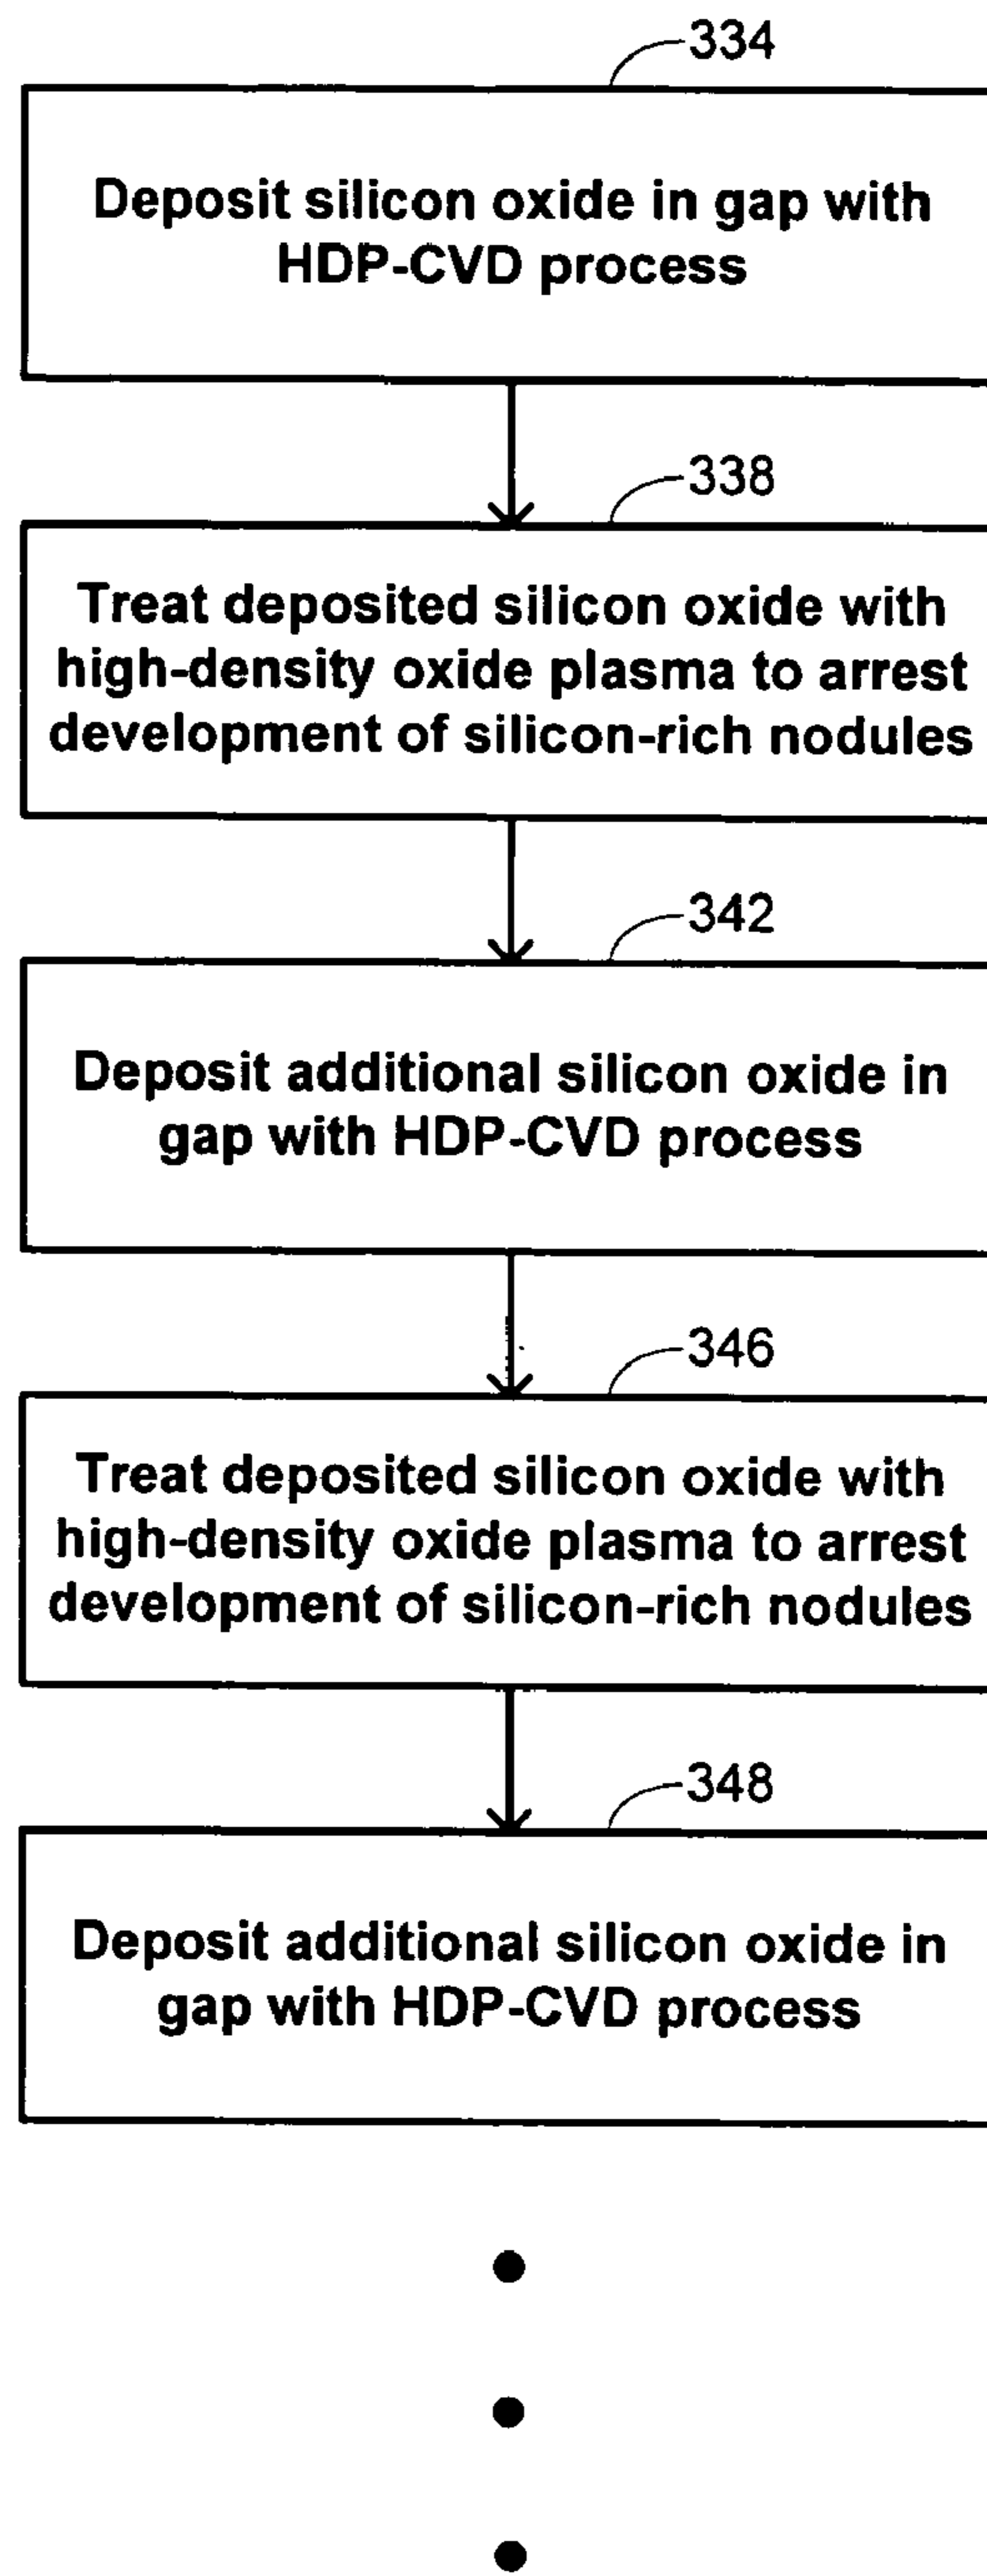 334
Deposit silicon oxide in gap with
HDP-CVD process
338
Treat deposited silicon oxide with
high-density oxide plasma to arrest
development of silicon-rich nodules
342
Deposit additional silicon oxide in
gap with HDP-CVD process
346
Treat deposited silicon oxide with
high-density oxide plasma to arrest
development of silicon-rich nodules
348
Deposit additional silicon oxide in
gap with HDP-CVD process